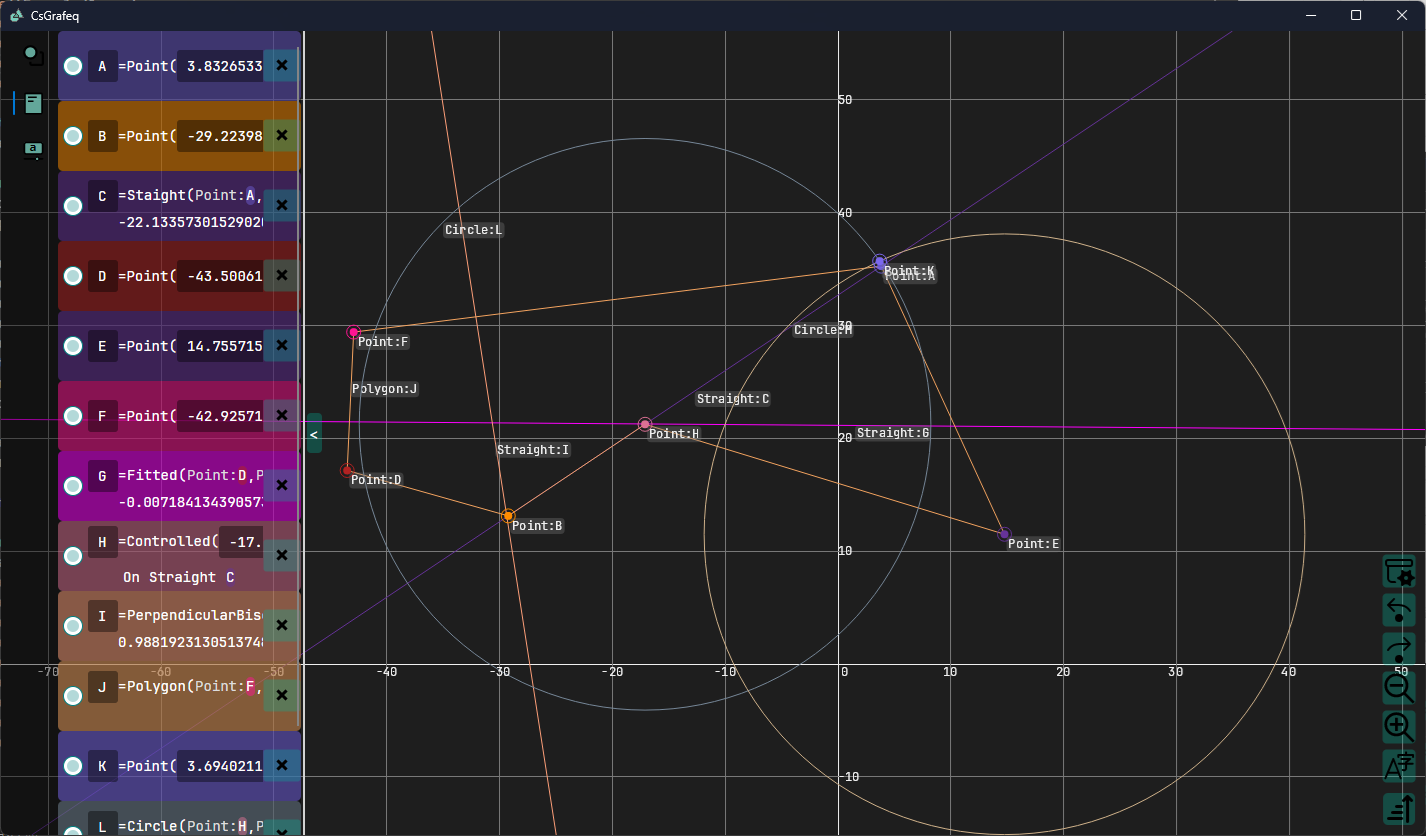 CsGrafeq
A =Point( 3.8326533
B =Point( -29.22398
C =Staight(Point:A,
-22.1335730152902
D =Point( -43.50061
E =Point( 14.755715
F =Point( -42.92571
G =Fitted(Point:D,P
-0.007184134390573
H =Controlled( -17.
On Straight C
I =PerpendicularBis
0.988192313051374
J =Polygon(Point:F,
K =Point( 3.6940211
L =Circle(Point:H,P
50
40
30
20
10
-10
-70
-60
-50
-40
-30
-20
-10
0
10
20
30
40
50
Circle:L
Point:K
Point:A
Circle:M
Point:F
Polygon:J
Straight:C
<
Point:H
Straight:G
Straight:I
Point:D
Point:B
Point:E